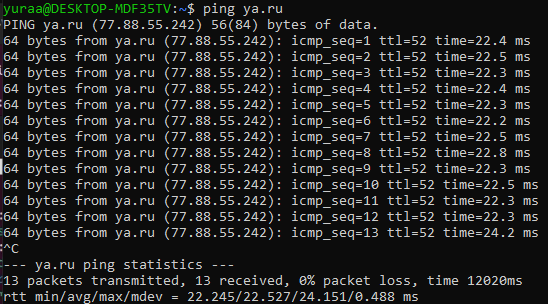 yuraa@DESKTOP-MDF35TV:~$ ping ya.ru
PING ya.ru (77.88.55.242) 56(84) bytes of data.
64 bytes from ya.ru (77.88.55.242): icmp_seq=1 ttl=52 time=22.4 ms
64 bytes from ya.ru (77.88.55.242): icmp_seq=2 ttl=52 time=22.5 ms
64 bytes from ya.ru (77.88.55.242): icmp_seq=3 ttl=52 time=22.3 ms
64 bytes from ya.ru (77.88.55.242): icmp_seq=4 ttl=52 time=22.4 ms
64 bytes from ya.ru (77.88.55.242): icmp_seq=5 ttl=52 time=22.3 ms
64 bytes from ya.ru (77.88.55.242): icmp_seq=6 ttl=52 time=22.2 ms
64 bytes from ya.ru (77.88.55.242): icmp_seq=7 ttl=52 time=22.5 ms
64 bytes from ya.ru (77.88.55.242): icmp_seq=8 ttl=52 time=22.8 ms
64 bytes from ya.ru (77.88.55.242): icmp_seq=9 ttl=52 time=22.3 ms
64 bytes from ya.ru (77.88.55.242): icmp_seq=10 ttl=52 time=22.5 ms
64 bytes from ya.ru (77.88.55.242): icmp_seq=11 ttl=52 time=22.3 ms
64 bytes from ya.ru (77.88.55.242): icmp_seq=12 ttl=52 time=22.3 ms
64 bytes from ya.ru (77.88.55.242): icmp_seq=13 ttl=52 time=24.2 ms
^C
--- ya.ru ping statistics ---
13 packets transmitted, 13 received, 0% packet loss, time 12020ms
rtt min/avg/max/mdev = 22.245/22.527/24.151/0.488 ms